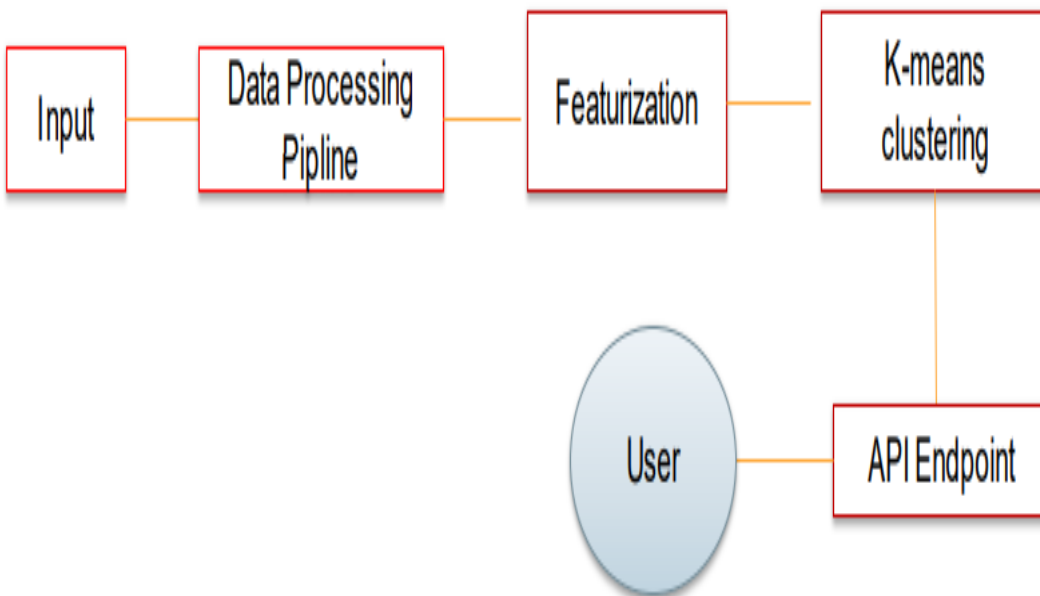 Input
Data Processing
Pipline
Featurization
K-means
clustering
User
API Endpoint